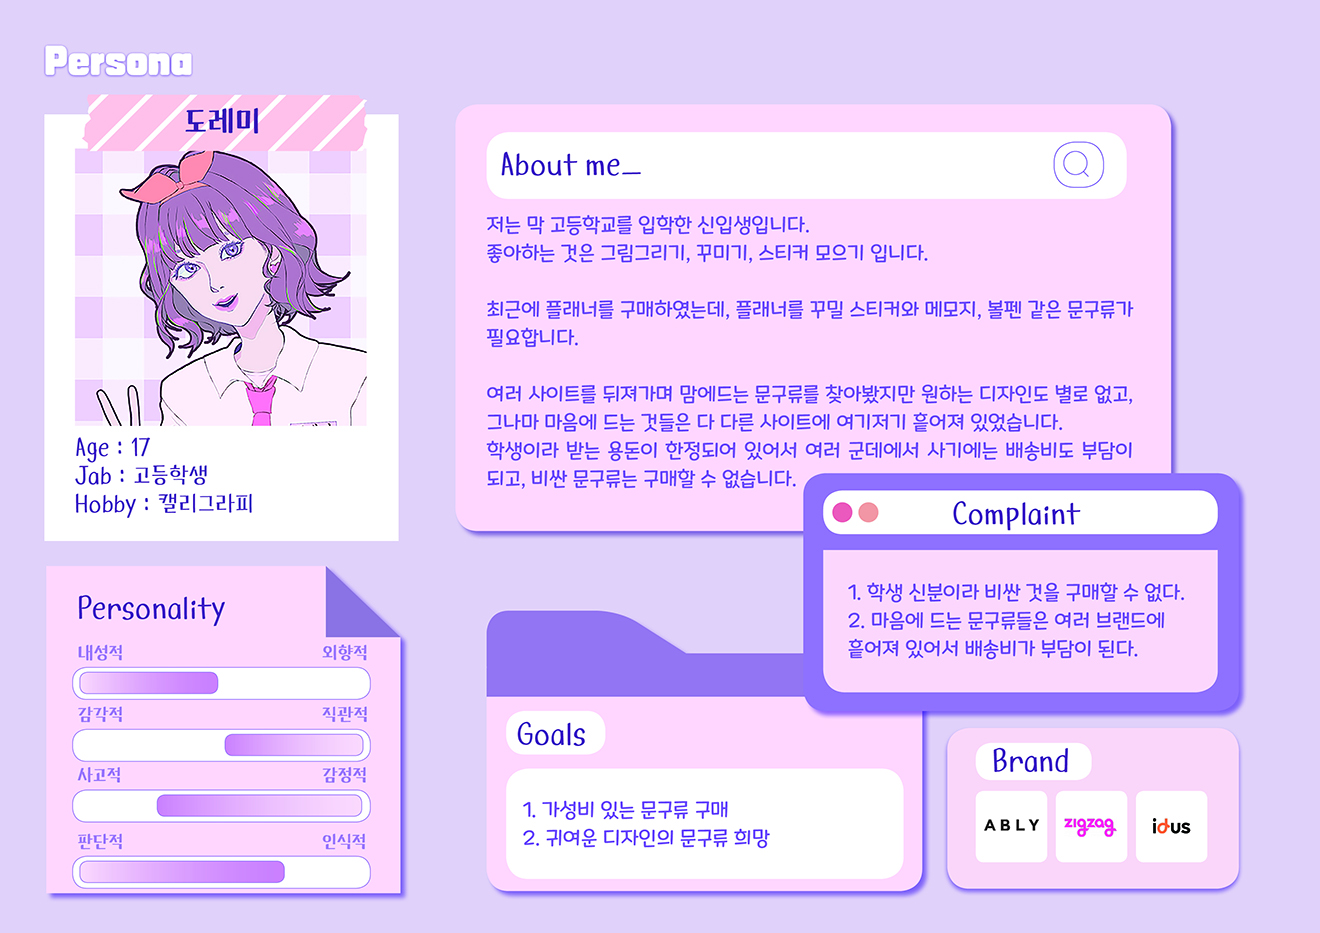 Persona
도레미
Age : 17
Jab : 고등학생
Hobby : 캘리그라피
About me_
저는 막 고등학교를 입학한 신입생입니다.
좋아하는 것은 그림그리기, 꾸미기, 스티커 모으기 입니다.
최근에 플래너를 구매하였는데, 플래너를 꾸밀 스티커와 메모지, 볼펜 같은 문구류가
필요합니다.
여러 사이트를 뒤져가며 맘에드는 문구류를 찾아봤지만 원하는 디자인도 별로 없고,
그나마 마음에 드는 것들은 다 다른 사이트에 여기저기 흩어져 있었습니다.
학생이라 받는 용돈이 한정되어 있어서 여러 군데에서 사기에는 배송비도 부담이
되고, 비싼 문구류는 구매할 수 없습니다.
Complaint
1. 학생 신분이라 비싼 것을 구매할 수 없다.
2. 마음에 드는 문구류들은 여러 브랜드에
흩어져 있어서 배송비가 부담이 된다.
Personality
내성적 외향적
감각적 직관적
사고적 감정적
판단적 인식적
Goals
1. 가성비 있는 문구류 구매
2. 귀여운 디자인의 문구류 희망
Brand
ABLY
zigzag
idus